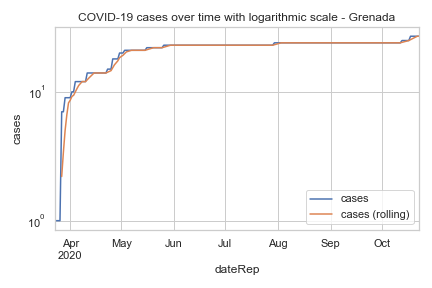 COVID-19 cases over time with logarithmic scale - Grenada
cases
10¹
10⁰
cases
cases (rolling)
Apr
2020
May
Jun
Jul
Aug
Sep
Oct
dateRep